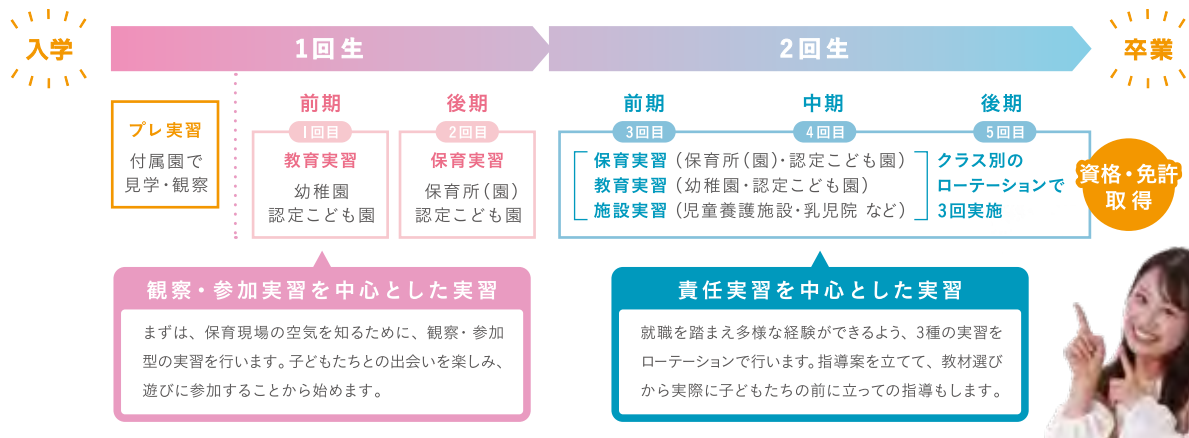 入学
1回生
2回生
卒業
プレ実習
付属園で
見学・観察
前期
1回目
教育実習
幼稚園
認定こども園
後期
2回目
保育実習
保育所(園)
認定こども園
前期
3回目
中期
4回目
後期
5回目
保育実習(保育所(園)・認定こども園)
教育実習(幼稚園・認定こども園)
施設実習(児童養護施設・乳児院 など)
クラス別の
ローテーションで
3回実施
資格・免許
取得
観察・参加実習を中心とした実習
まずは、保育現場の空気を知るために、観察・参加
型の実習を行います。子どもたちとの出会いを楽しみ、
遊びに参加することから始めます。
責任実習を中心とした実習
就職を踏まえ多様な経験ができるよう、3種の実習を
ローテーションで行います。指導案を立てて、教材選び
から実際に子どもたちの前に立っての指導もします。